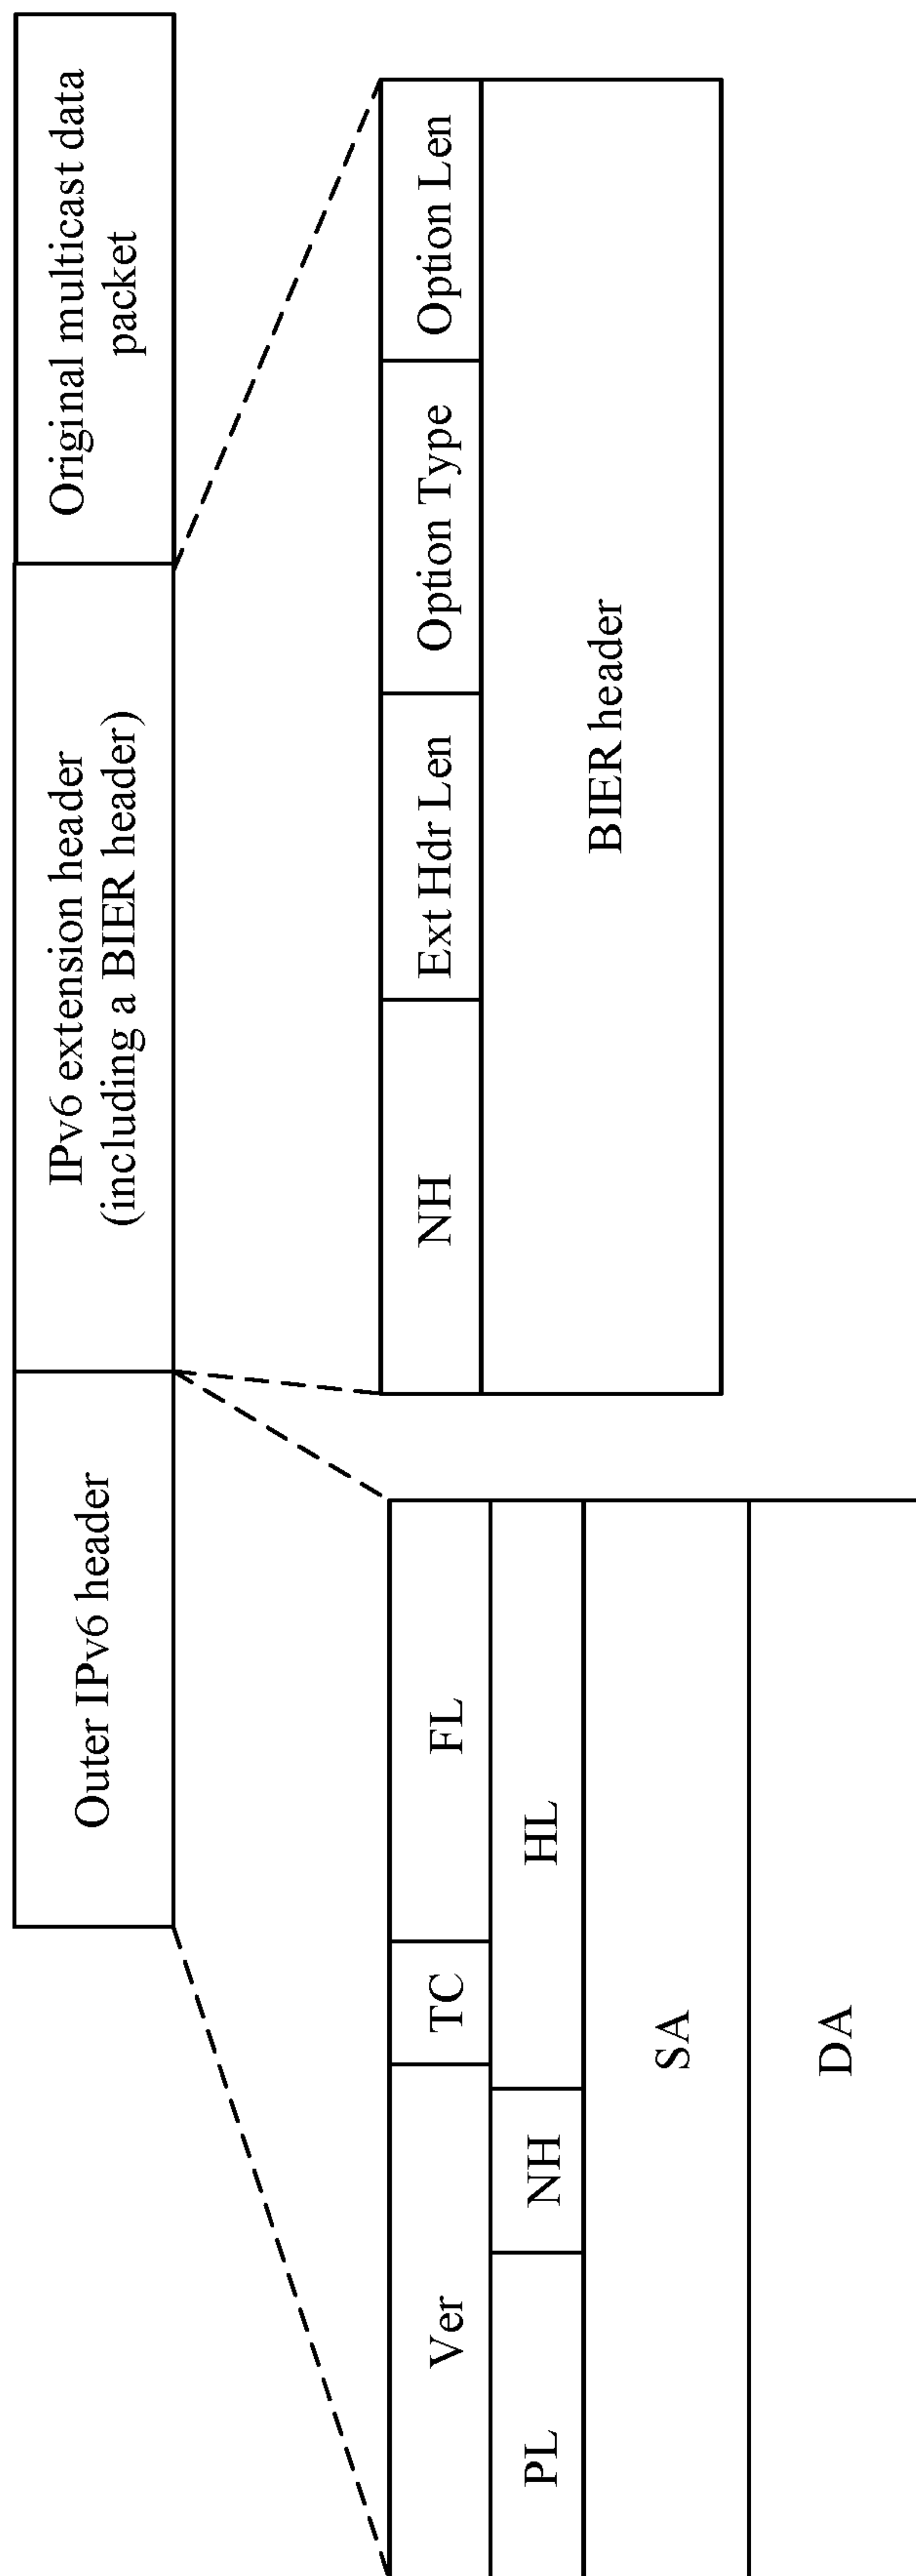 Outer IPv6 header
IPv6 extension header
(including a BIER header)
Original multicast data
packet
Ver
TC
FL
PL
NH
HL
SA
DA
NH
Ext Hdr Len
Option Type
Option Len
BIER header